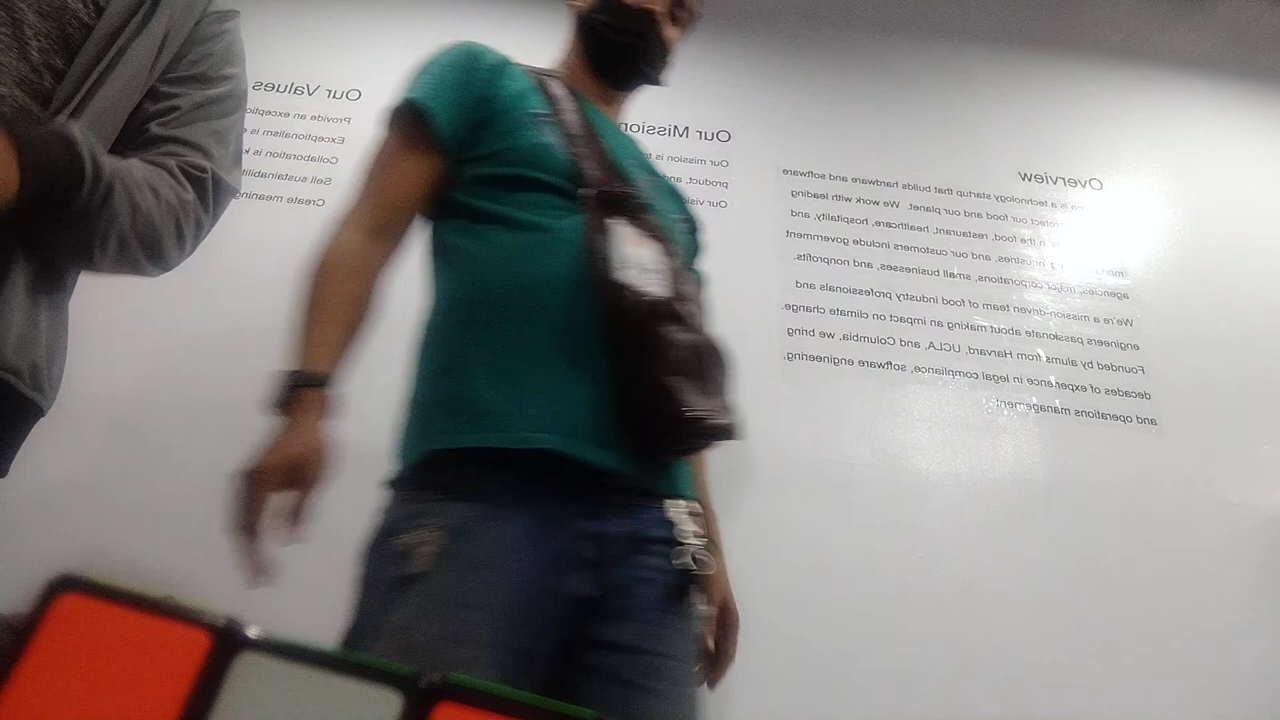 Our Values
Provide an
Exceptionalism is
Collaboration is
Sell
Create meaning
Our Mission
Our mission is to
product, and
Our
Overview
is a technology startup that builds hardware and software
our food and our planet. We work with leading
in the food, restaurant, healthcare, hospitality, and
and our customers include government
agencies, major corporations, small businesses, and nonprofits.
We're a mission-driven team of food industry professionals and
engineers passionate about making an impact on climate change.
Founded by alums from Harvard, UCLA, and Columbia, we bring
decades of experience in legal compliance, software engineering,
and operations management.